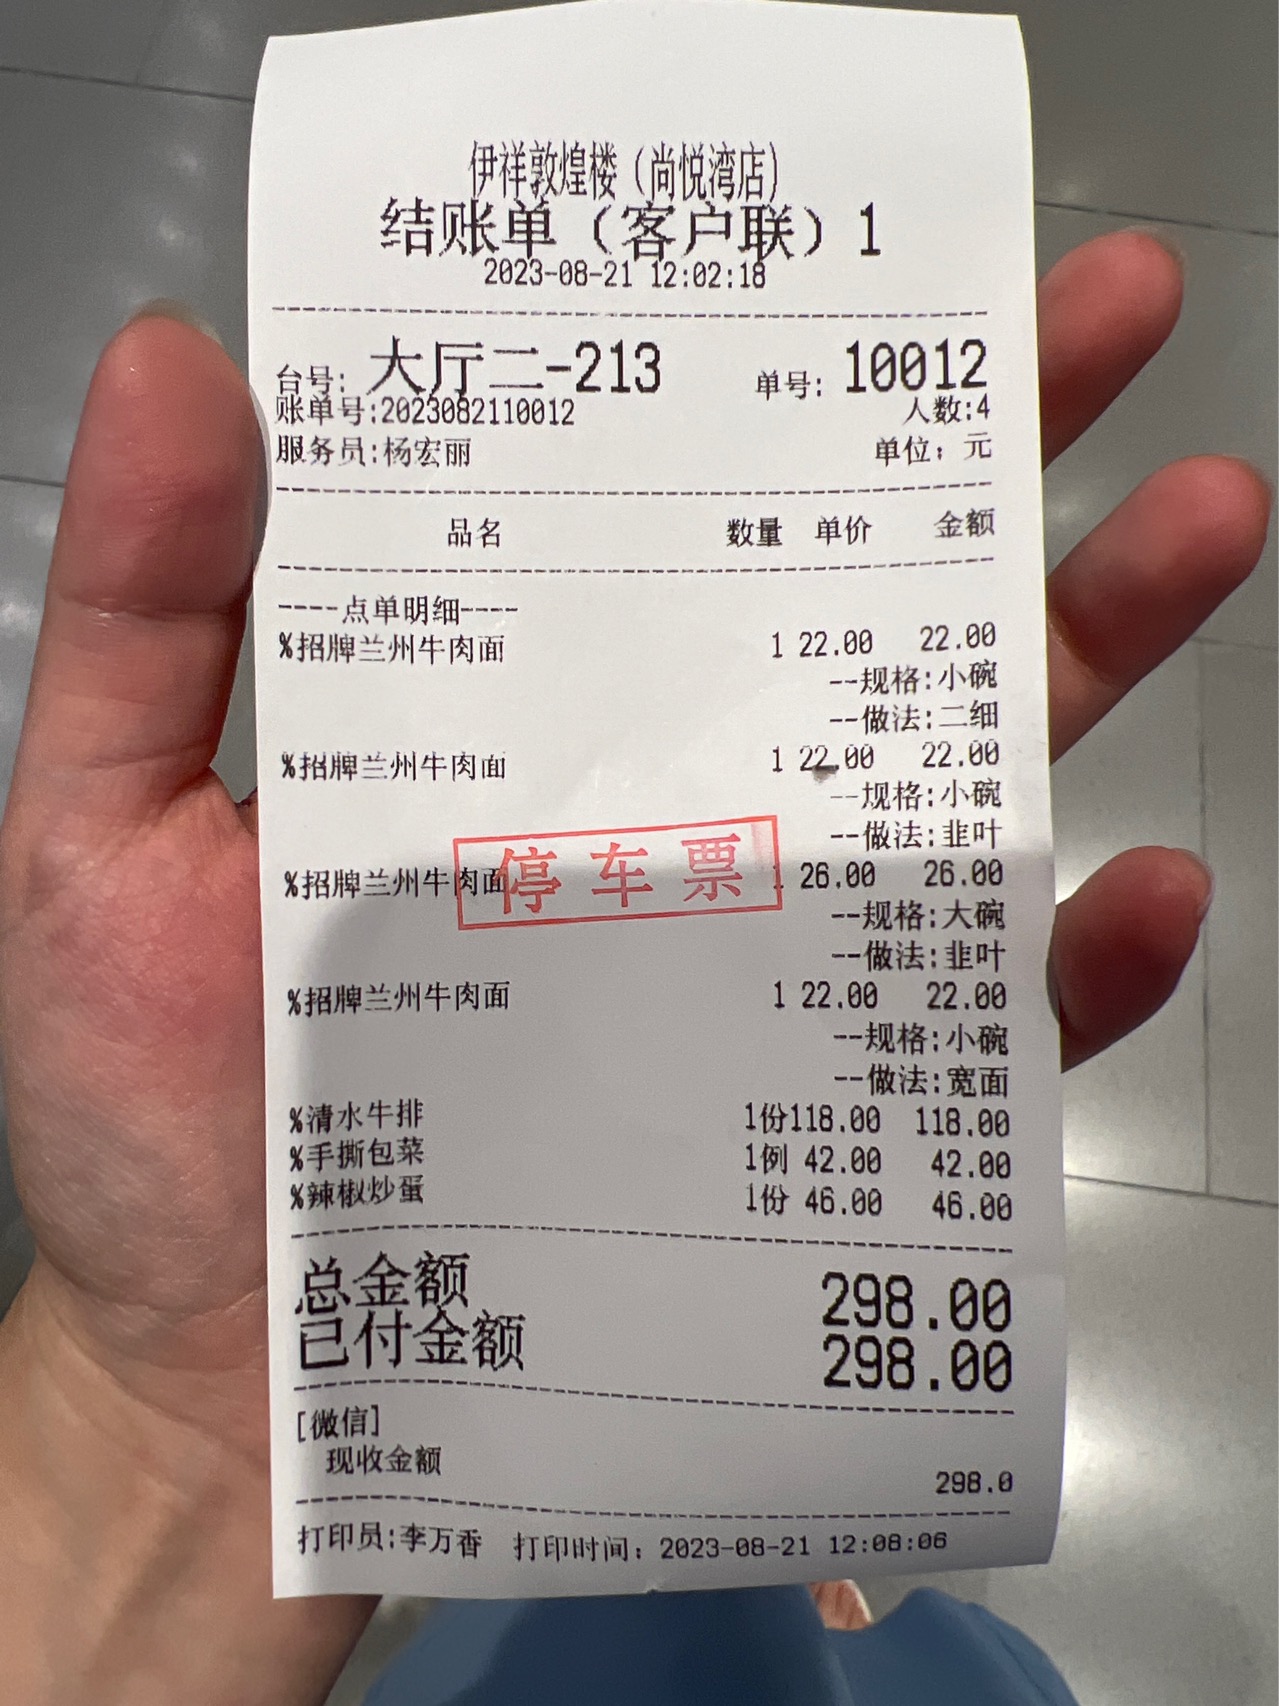 伊祥敦煌楼（尚悦湾店）
结账单（客户联）1
2023-08-21 12:02:18
台号: 大厅二-213 单号: 10012
账单号:2023082110012 人数:4
服务员:杨宏丽 单位: 元
品名 数量 单价 金额
----点单明细----
%招牌兰州牛肉面 1 22.00 22.00
--规格:小碗
--做法:二细
%招牌兰州牛肉面 1 22.00 22.00
--规格:小碗
--做法:韭叶
%招牌兰州牛肉面 1 26.00 26.00
停车票
--规格:大碗
--做法:韭叶
%招牌兰州牛肉面 1 22.00 22.00
--规格:小碗
--做法:宽面
%清水牛排 1份118.00 118.00
%手撕包菜 1例 42.00 42.00
%辣椒炒蛋 1份 46.00 46.00
总金额 298.00
已付金额 298.00
[微信]
现收金额 298.0
打印员:李万香 打印时间: 2023-08-21 12:08:06